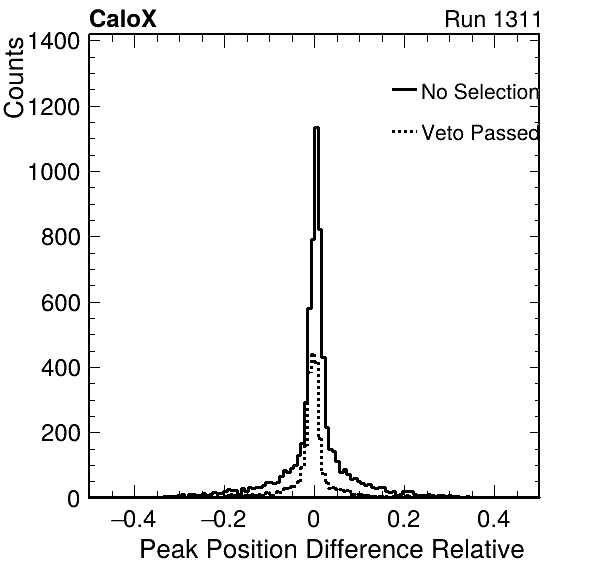 CaloX Run 1311
Counts
1400
1200
1000
800
600
400
200
0
No Selection
Veto Passed
−0.4 −0.2 0 0.2 0.4
Peak Position Difference Relative